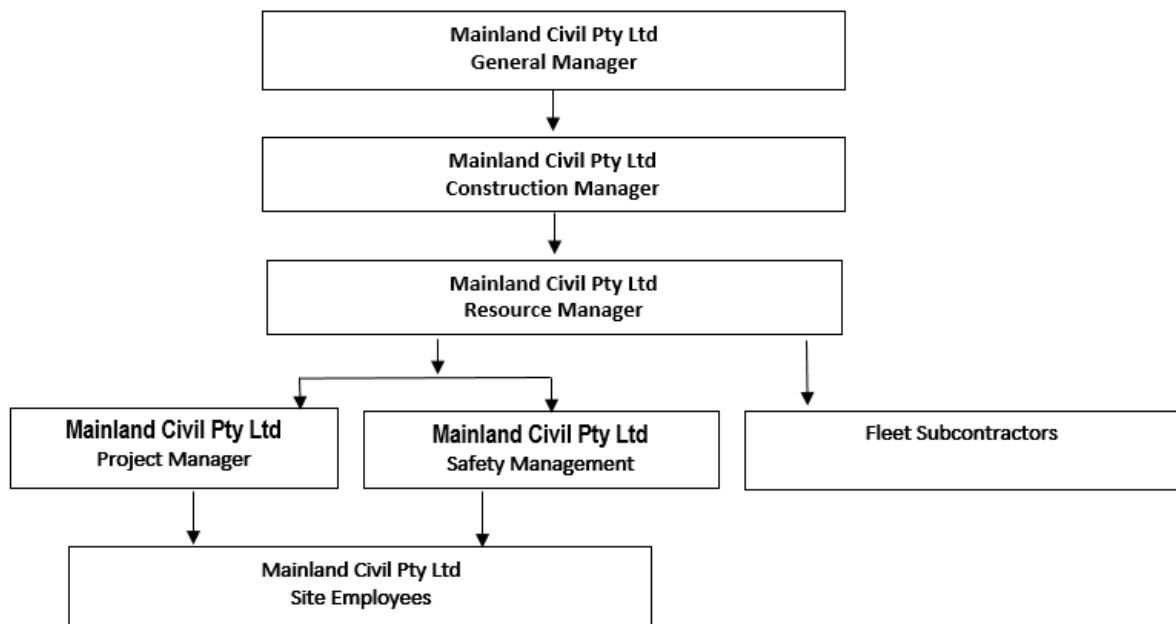 Mainland Civil Pty Ltd
General Manager
Mainland Civil Pty Ltd
Construction Manager
Mainland Civil Pty Ltd
Resource Manager
Mainland Civil Pty Ltd
Project Manager
Mainland Civil Pty Ltd
Safety Management
Fleet Subcontractors
Mainland Civil Pty Ltd
Site Employees